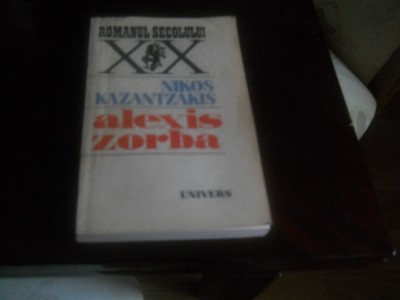 ROMANUL SECOLULUI
XX
NIKOS
KAZANTZAKIS
alexis
zorba
UNIVERS